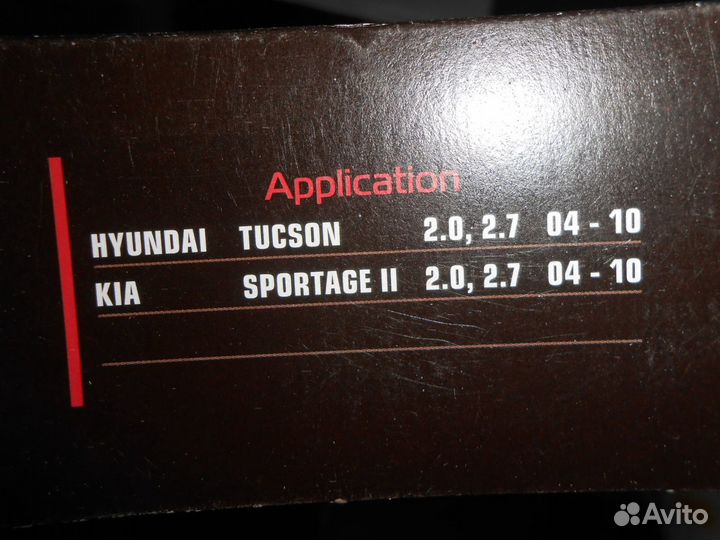 Application
HYUNDAI TUCSON 2.0, 2.7 04 - 10
KIA SPORTAGE II 2.0, 2.7 04 - 10
Avito